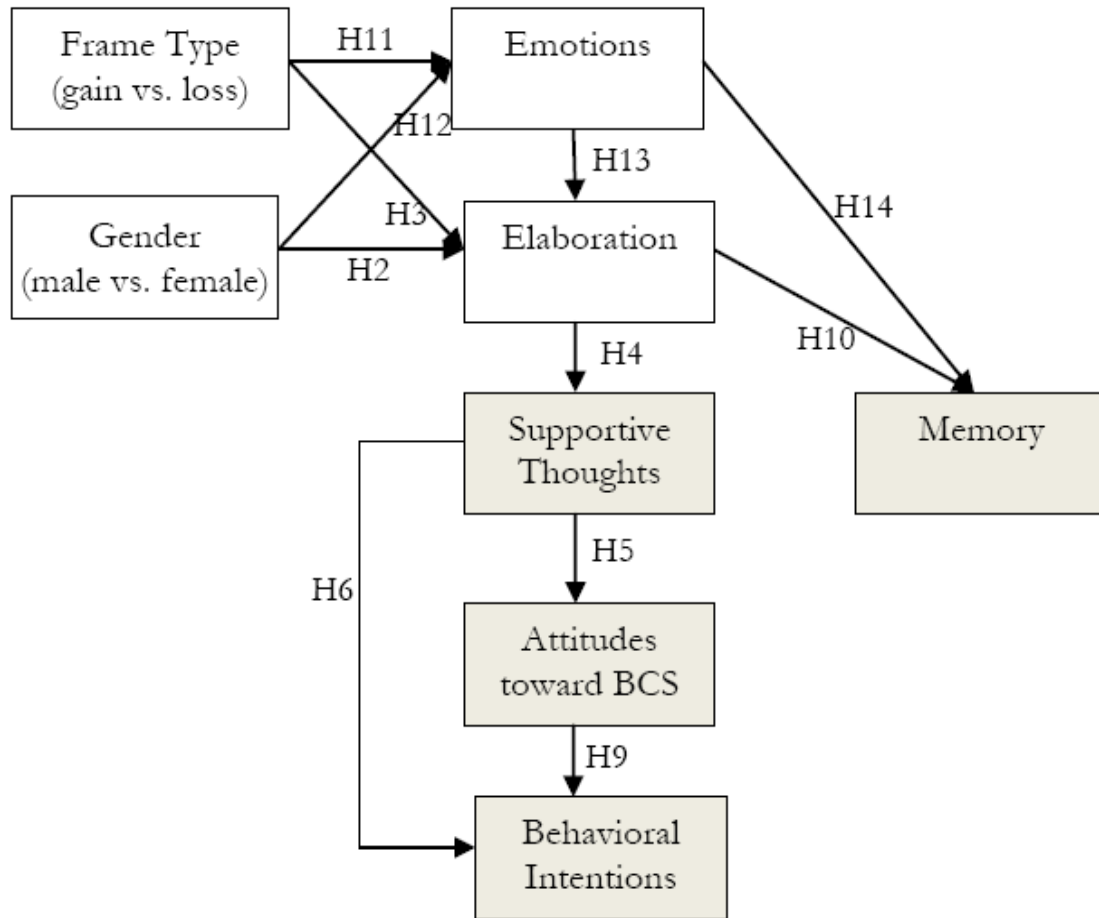 Frame Type
(gain vs. loss)
H11
Emotions
H12
H13
Gender
(male vs. female)
H3
H2
Elaboration
H14
H10
H4
Supportive
Thoughts
Memory
H5
H6
Attitudes
toward BCS
H9
Behavioral
Intentions